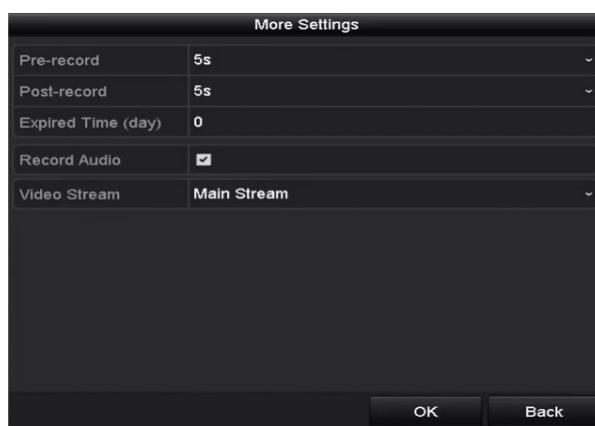 More Settings
Pre-record 5s
Post-record 5s
Expired Time (day) 0
Record Audio
Video Stream Main Stream
OK Back